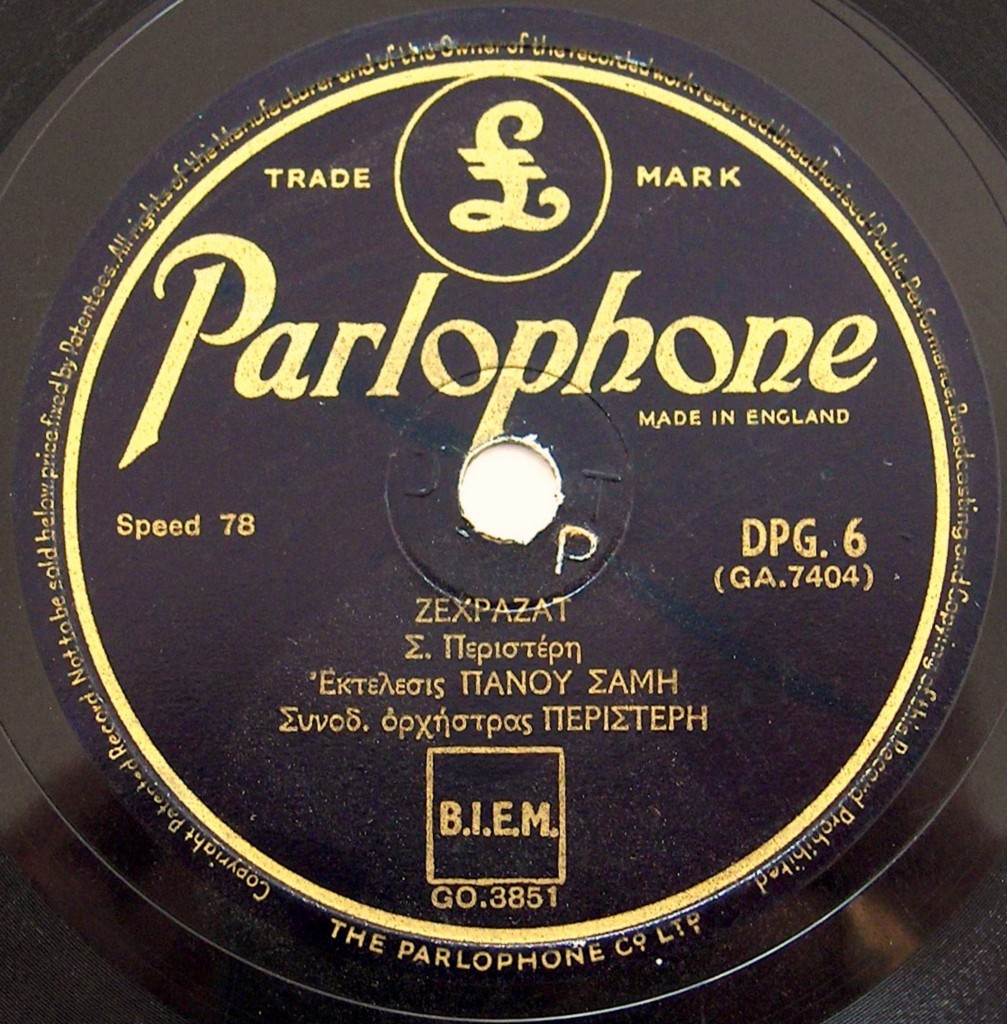 Copyright Patented Record Not to be sold below price fixed by Patentees. All rights of the Manufacturer and of the Owner of the recorded work reserved. Unauthorised Public Performance, Broadcasting and Copying of this Record Prohibited
TRADE £ MARK
Parlophone
MADE IN ENGLAND
Speed 78
DPG. 6
(GA.7404)
P
ΖΕΧΡΑΖΑΤ
Σ. Περιστέρη
Ἐκτέλεσις ΠΑΝΟΥ ΣΑΜΗ
Συνοδ. ὀρχήστρας ΠΕΡΙΣΤΕΡΗ
B.I.E.M.
GO.3851
THE PARLOPHONE Cº LTD